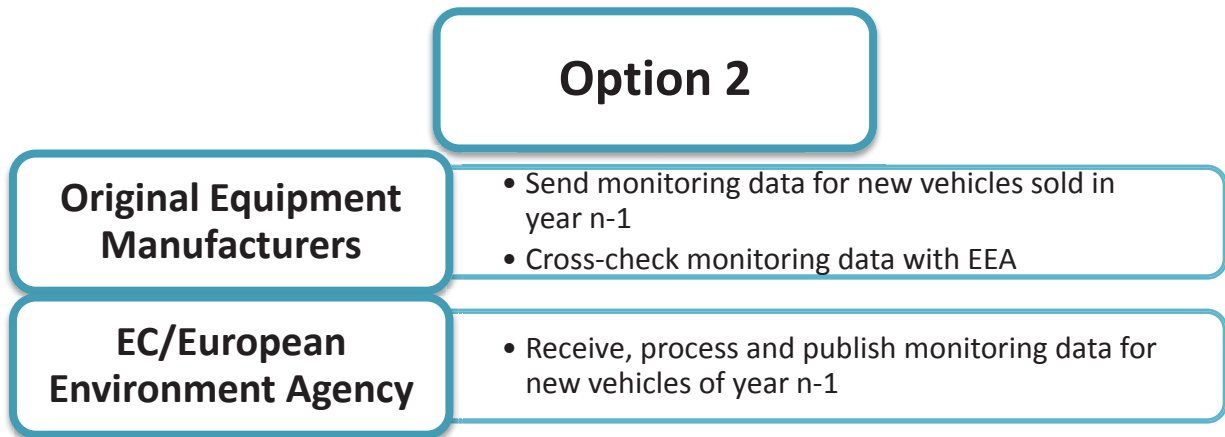 Option 2
Original Equipment
Manufacturers
• Send monitoring data for new vehicles sold in
year n-1
• Cross-check monitoring data with EEA
EC/European
Environment Agency
• Receive, process and publish monitoring data for
new vehicles of year n-1